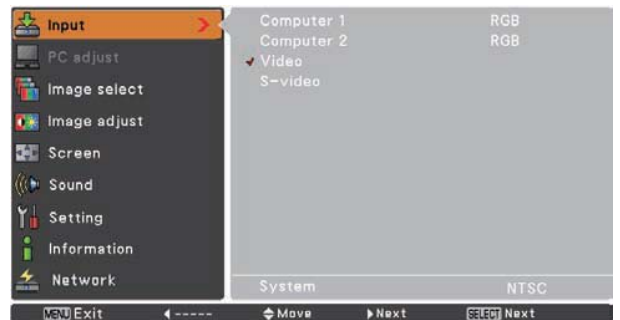 Input
PC adjust
Image select
Image adjust
Screen
Sound
Setting
Information
Network
Computer 1 RGB
Computer 2 RGB
Video
S-video
System NTSC
MENU Exit ----- Move Next SELECT Next